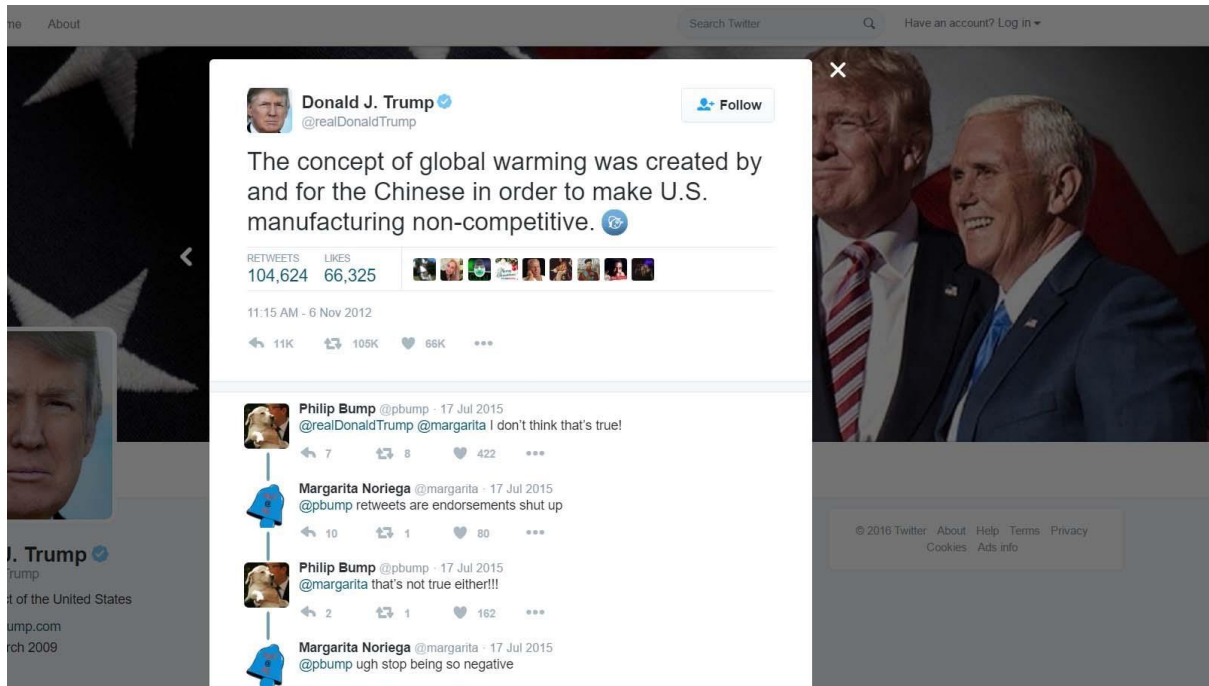 me About
Search Twitter
Have an account? Log in
Donald J. Trump
@realDonaldTrump
Follow
The concept of global warming was created by
and for the Chinese in order to make U.S.
manufacturing non-competitive.
RETWEETS LIKES
104,624 66,325
11:15 AM - 6 Nov 2012
11K 105K 66K
Philip Bump @pbump · 17 Jul 2015
@realDonaldTrump @margarita I don't think that's true!
7 8 422
Margarita Noriega @margarita · 17 Jul 2015
@pbump retweets are endorsements shut up
10 1 80
Philip Bump @pbump · 17 Jul 2015
@margarita that's not true either!!!
2 1 162
Margarita Noriega @margarita · 17 Jul 2015
@pbump ugh stop being so negative
J. Trump
Trump
t of the United States
ump.com
rch 2009
© 2016 Twitter About Help Terms Privacy
Cookies Ads info